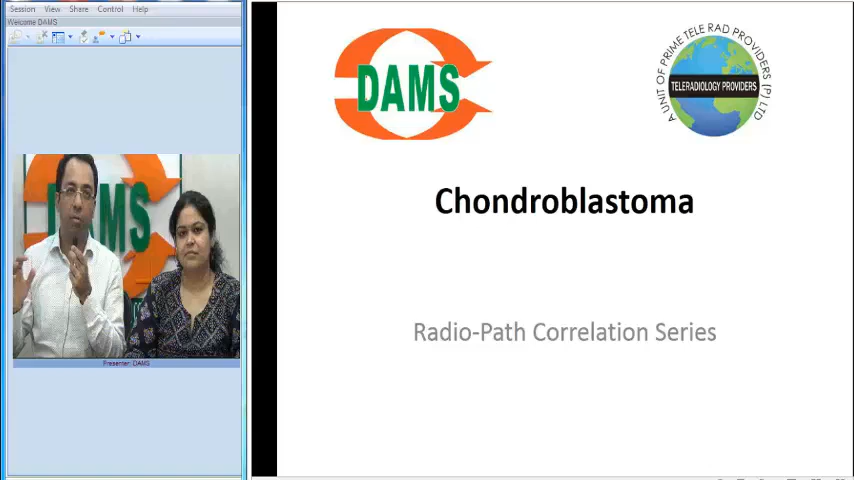 Session View Share Control Help
Welcome DAMS
DAMS
Presenter: DAMS
DAMS
A UNIT OF PRIME TELE RAD PROVIDERS (P) LTD
TELERADIOLOGY PROVIDERS
Chondroblastoma
Radio-Path Correlation Series